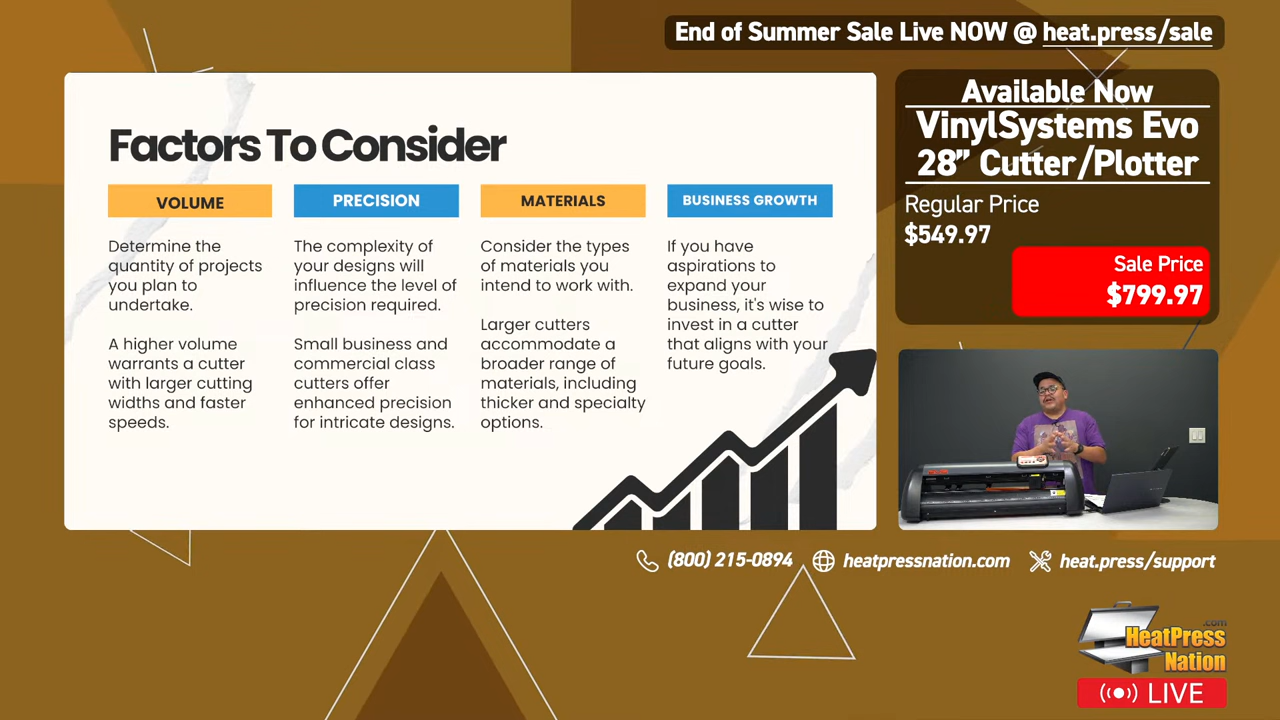 End of Summer Sale Live NOW @ heat.press/sale
Factors To Consider
VOLUME
Determine the
quantity of projects
you plan to
undertake.
A higher volume
warrants a cutter
with larger cutting
widths and faster
speeds.
PRECISION
The complexity of
your designs will
influence the level of
precision required.
Small business and
commercial class
cutters offer
enhanced precision
for intricate designs.
MATERIALS
Consider the types
of materials you
intend to work with.
Larger cutters
accommodate a
broader range of
materials, including
thicker and specialty
options.
BUSINESS GROWTH
If you have
aspirations to
expand your
business, it's wise to
invest in a cutter
that aligns with your
future goals.
Available Now
VinylSystems Evo
28” Cutter/Plotter
Regular Price
$549.97
Sale Price
$799.97
(800) 215-0894 heatpressnation.com heat.press/support
.com
HeatPress
Nation
LIVE